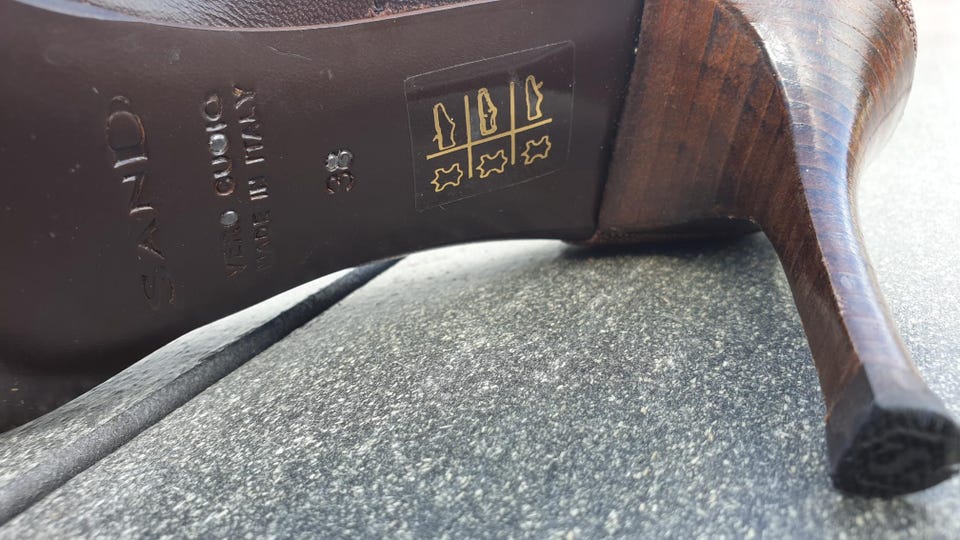 SAND
VERO CUOIO
MADE IN ITALY
38